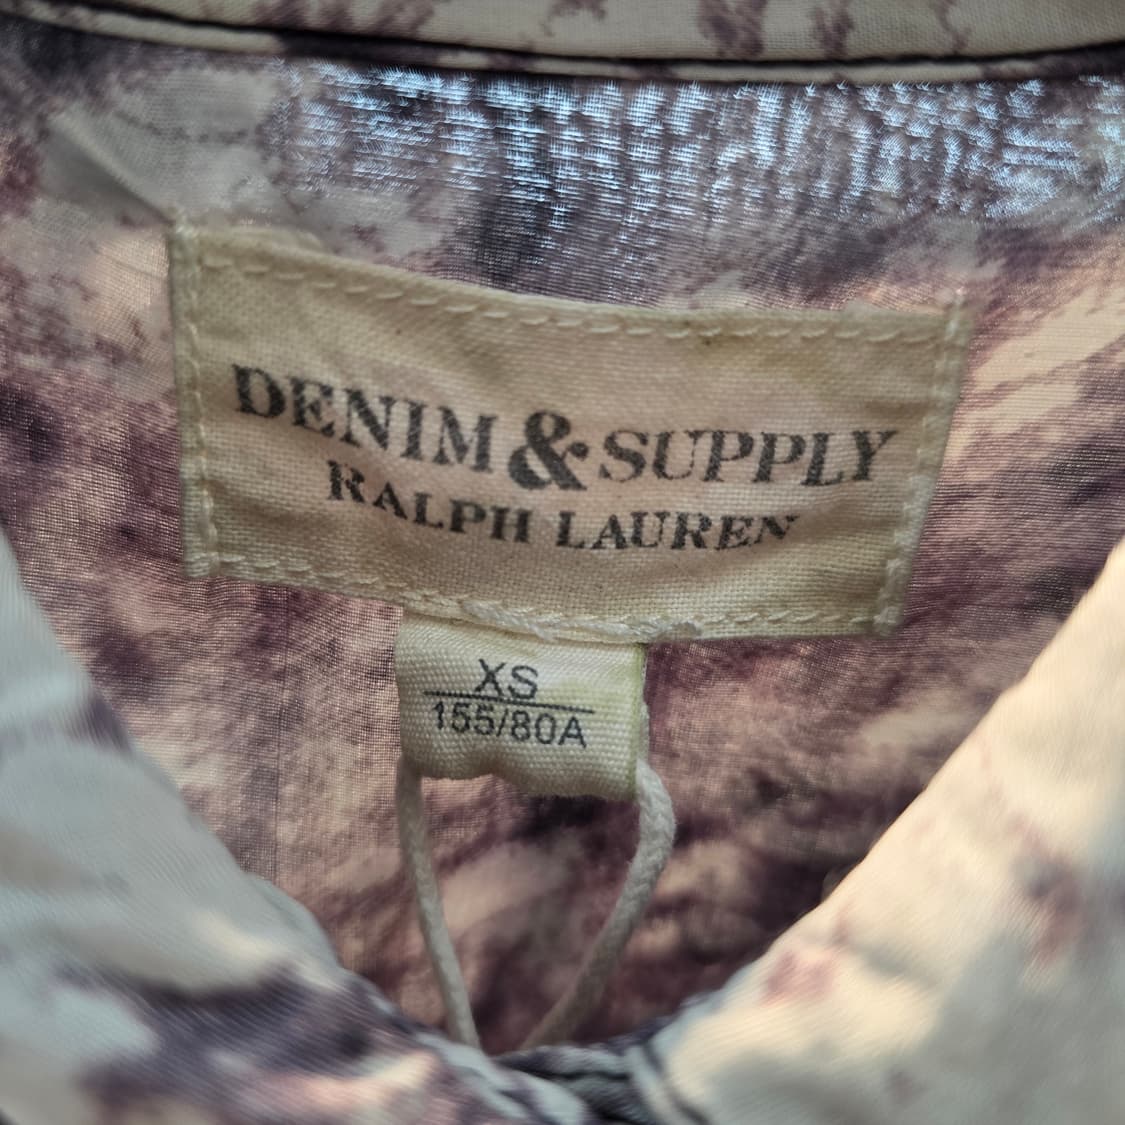 DENIM & SUPPLY
RALPH LAUREN
XS
155/80A